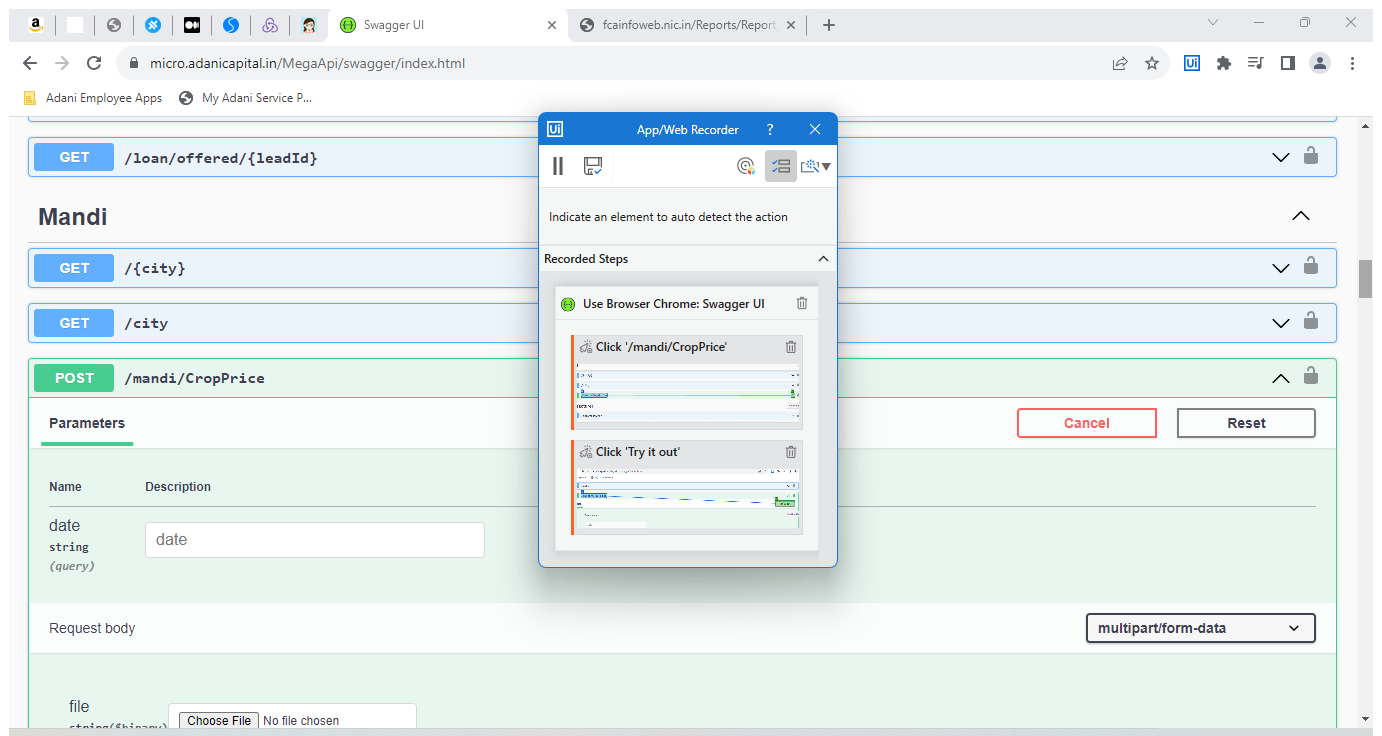 Swagger UI
fcainfoweb.nic.in/Reports/Report
micro.adanicapital.in/MegaApi/swagger/index.html
Ui
Adani Employee Apps
My Adani Service P...
GET /loan/offered/{leadId}
Mandi
GET /{city}
GET /city
POST /mandi/CropPrice
Parameters
Cancel
Reset
Name
Description
date
string
(query)
date
Request body
multipart/form-data
file
string($binary)
Choose File No file chosen
Ui App/Web Recorder ?
Indicate an element to auto detect the action
Recorded Steps
Use Browser Chrome: Swagger UI
Click '/mandi/CropPrice'
Click 'Try it out'